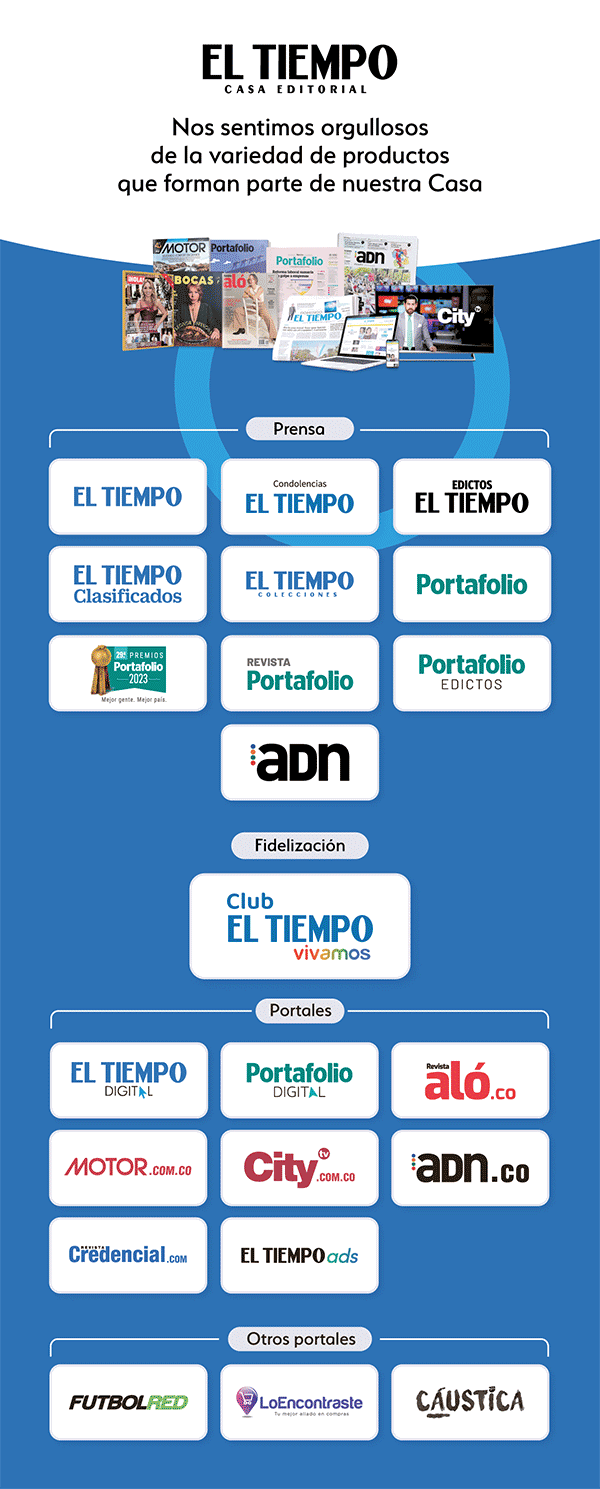 EL TIEMPO
CASA EDITORIAL
Nos sentimos orgullosos
de la variedad de productos
que forman parte de nuestra Casa
MOTOR
Portafolio
Portafolio
aDN
¡HOLA!
BOCAS
aló
EL TIEMPO
City tv
Prensa
EL TIEMPO
Condolencias
EL TIEMPO
EDICTOS
EL TIEMPO
EL TIEMPO
Clasificados
EL TIEMPO
COLECCIONES
Portafolio
29ª PREMIOS
Portafolio
2023
Mejor gente. Mejor país.
REVISTA
Portafolio
Portafolio
EDICTOS
aDN
Fidelización
Club
EL TIEMPO
vivamos
Portales
EL TIEMPO
DIGITAL
Portafolio
DIGITAL
Revista
aló.co
MOTOR.COM.CO
City tv .COM.CO
aDN.co
REVISTA
Credencial.COM
EL TIEMPO ads
Otros portales
FUTBOLRED
LoEncontraste
Tu mejor aliado en compras
CÁUSTICA